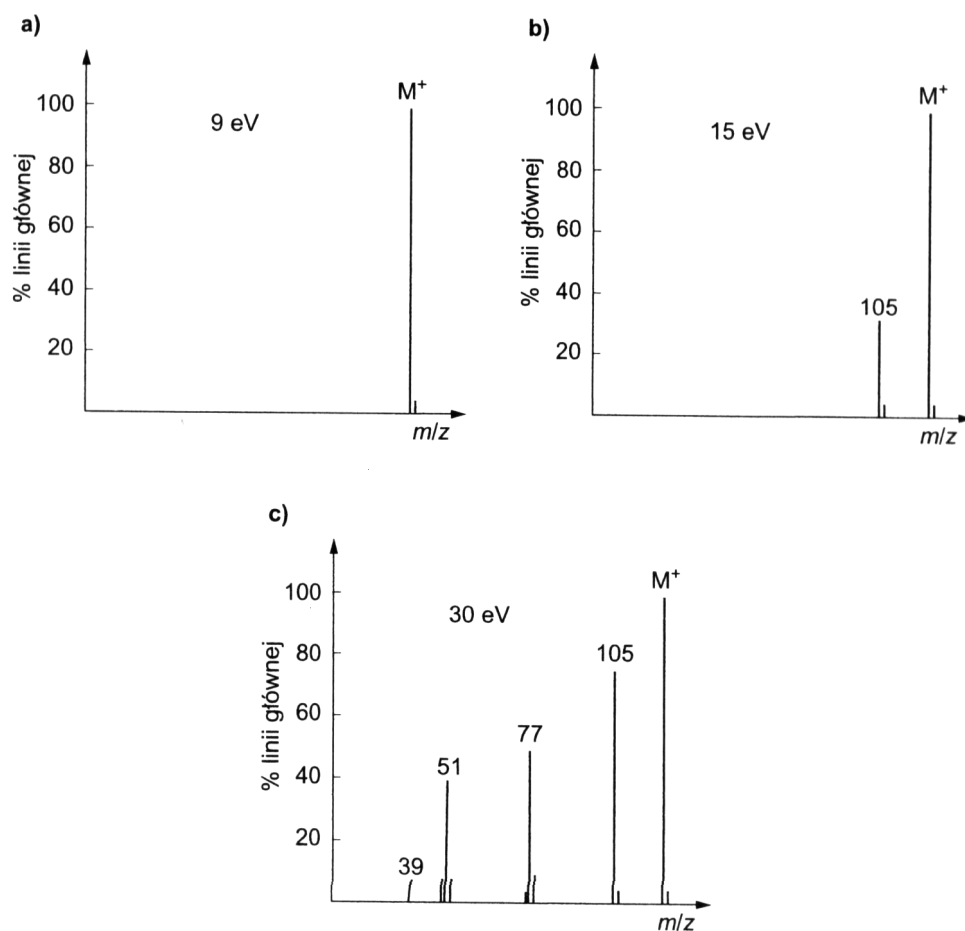 a)
% linii głównej
100
80
60
40
20
9 eV
M+
m/z
b)
% linii głównej
100
80
60
40
20
15 eV
105
M+
m/z
c)
% linii głównej
100
80
60
40
20
30 eV
39
51
77
105
M+
m/z